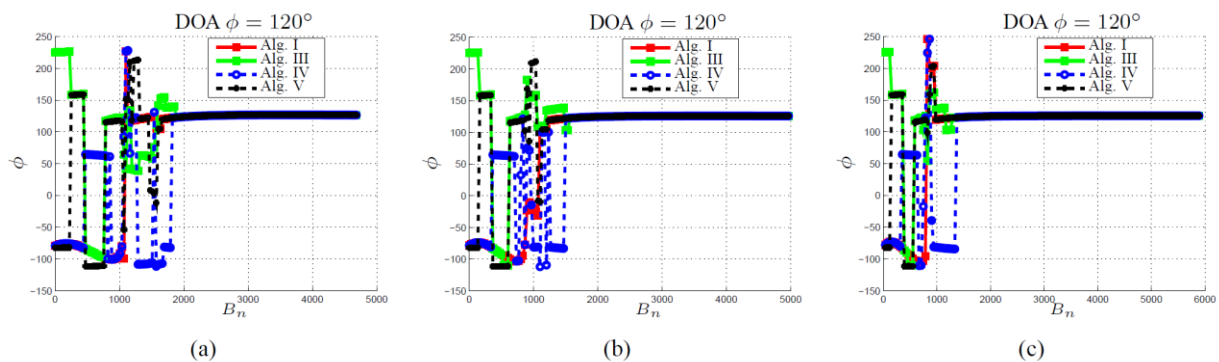 DOA ϕ = 120°
Alg. I
Alg. III
Alg. IV
Alg. V
250
200
150
100
50
0
−50
−100
−150
ϕ
0 1000 2000 3000 4000 5000
B_n
(a)
DOA ϕ = 120°
Alg. I
Alg. III
Alg. IV
Alg. V
250
200
150
100
50
0
−50
−100
−150
ϕ
0 1000 2000 3000 4000 5000
B_n
(b)
DOA ϕ = 120°
Alg. I
Alg. III
Alg. IV
Alg. V
250
200
150
100
50
0
−50
−100
−150
ϕ
0 1000 2000 3000 4000 5000 6000
B_n
(c)